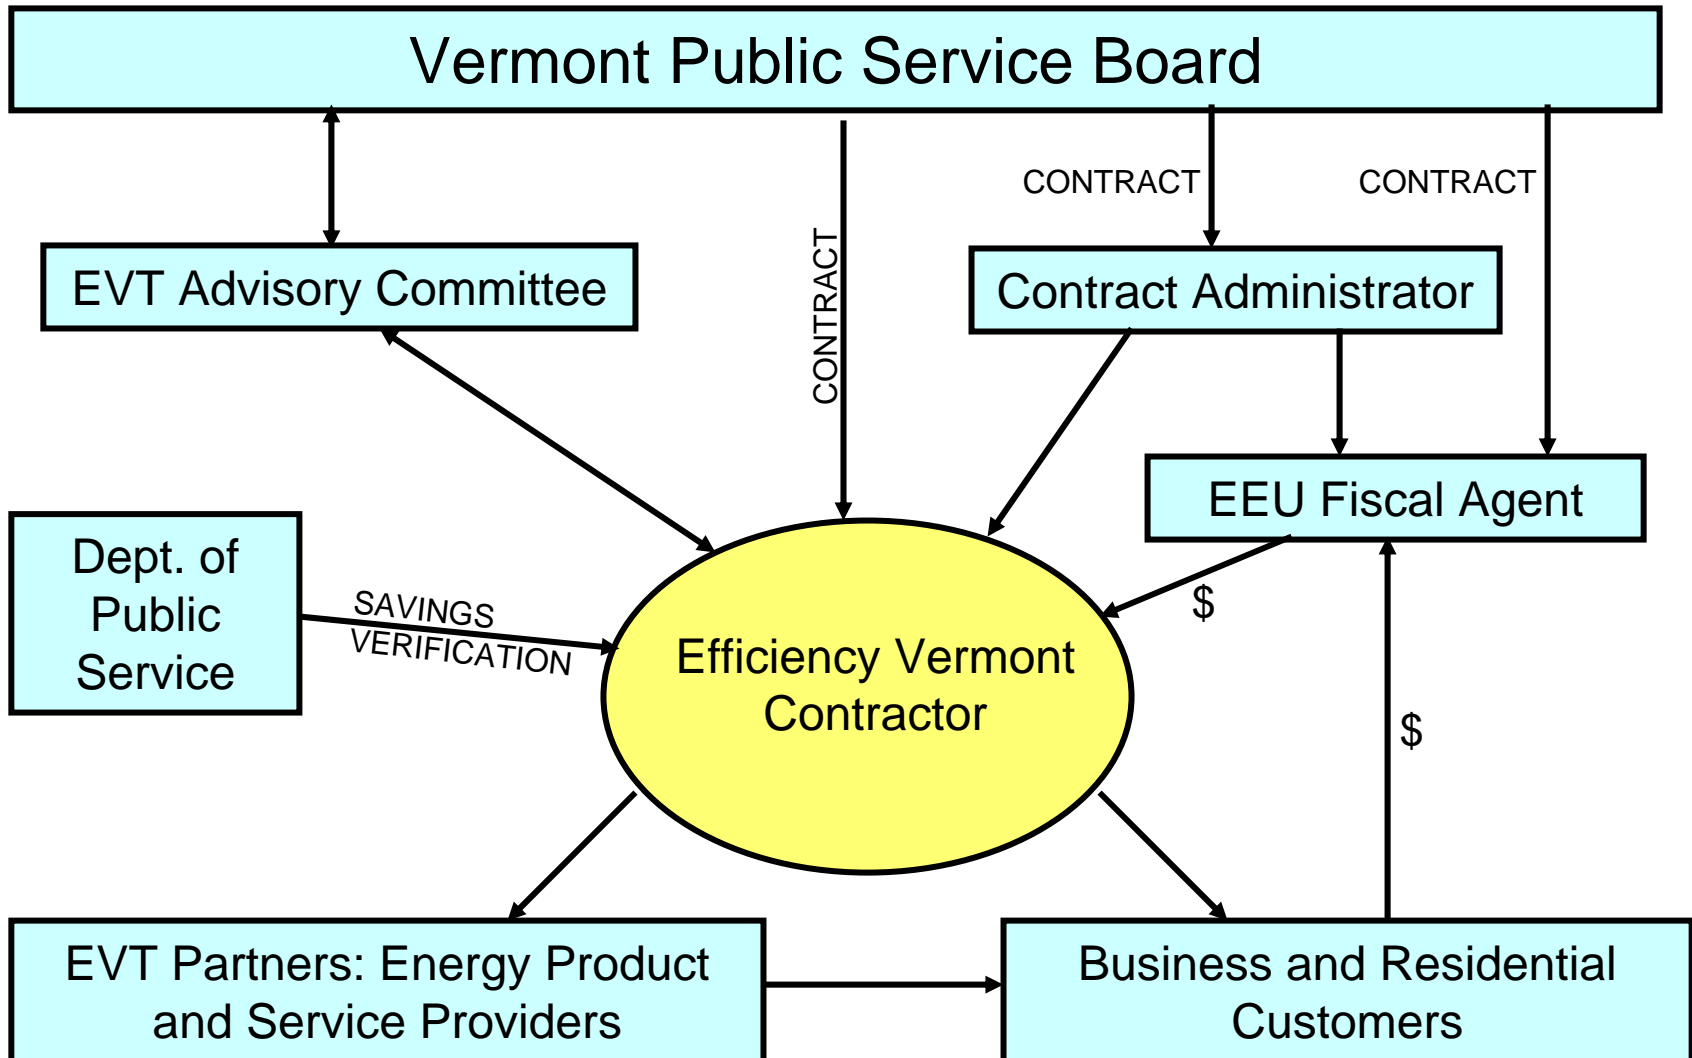 Vermont Public Service Board
CONTRACT
CONTRACT
CONTRACT
EVT Advisory Committee
Contract Administrator
EEU Fiscal Agent
Dept. of
Public
Service
SAVINGS
VERIFICATION
$
Efficiency Vermont
Contractor
$
EVT Partners: Energy Product
and Service Providers
Business and Residential
Customers